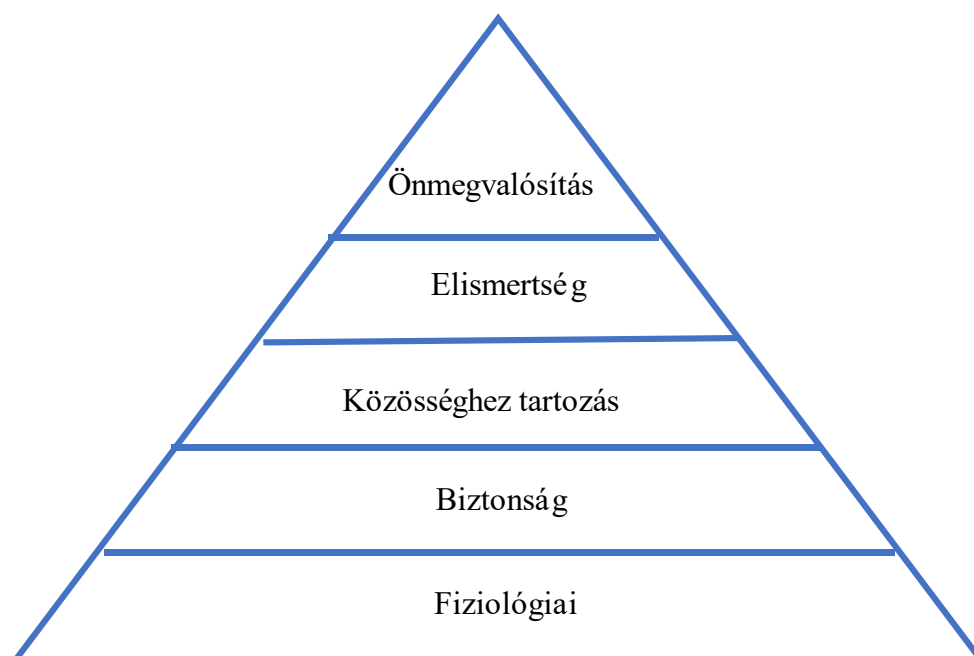 Önmegvalósítás
Elismertség
Közösséghez tartozás
Biztonság
Fiziológiai